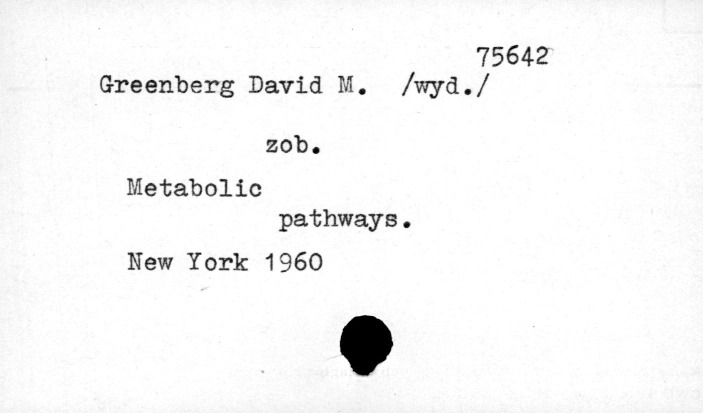 75642
Greenberg David M. /wyd./
zob.
Metabolic
pathways.
New York 1960